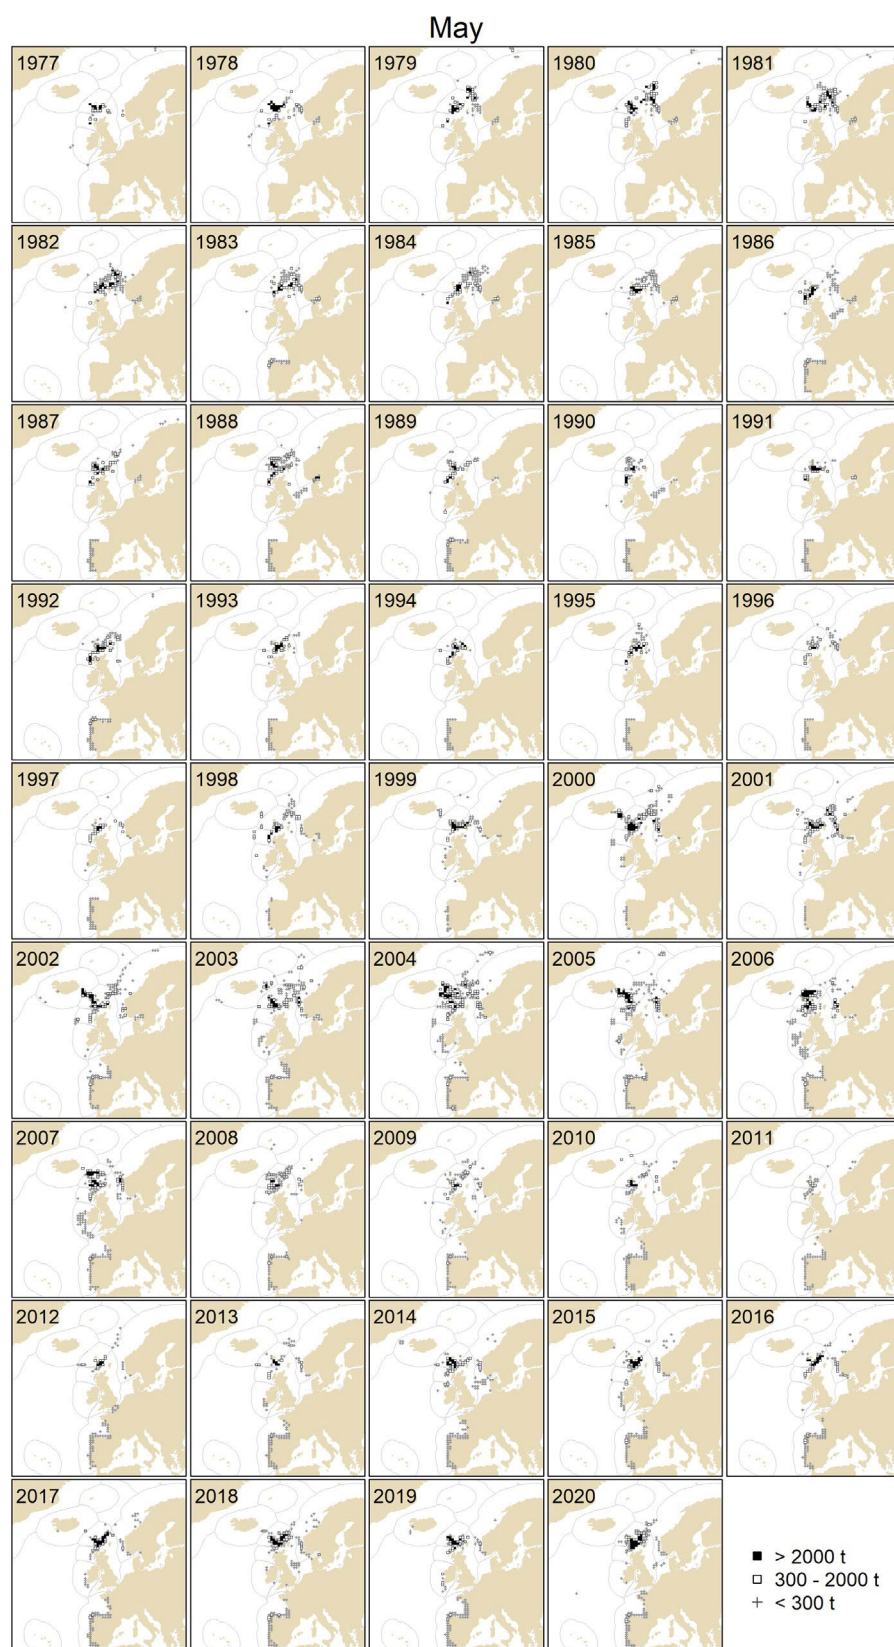 May
1977 1978 1979 1980 1981
1982 1983 1984 1985 1986
1987 1988 1989 1990 1991
1992 1993 1994 1995 1996
1997 1998 1999 2000 2001
2002 2003 2004 2005 2006
2007 2008 2009 2010 2011
2012 2013 2014 2015 2016
2017 2018 2019 2020
> 2000 t
300 - 2000 t
< 300 t